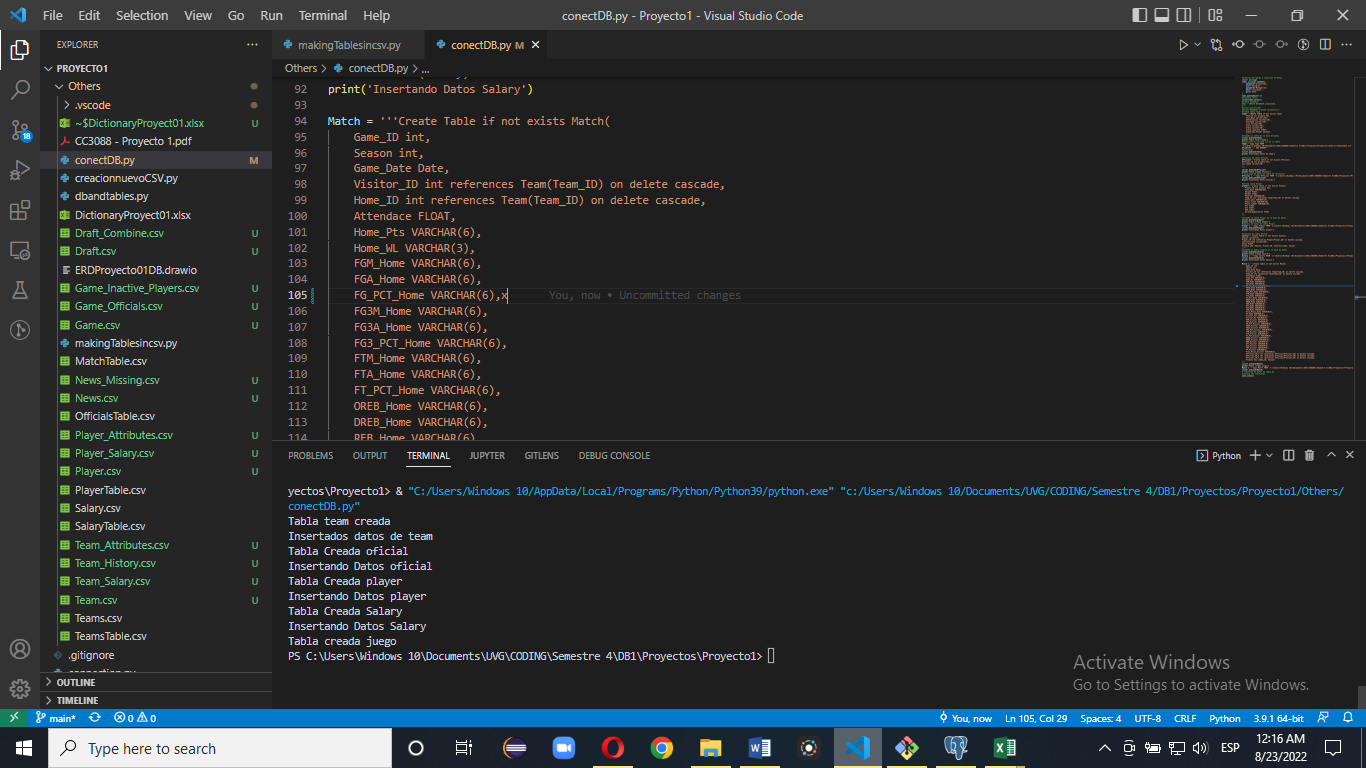 File Edit Selection View Go Run Terminal Help conectDB.py - Proyecto1 - Visual Studio Code
EXPLORER
PROYECTO1
Others
.vscode
~$DictionaryProyect01.xlsx U
CC3088 - Proyecto 1.pdf
conectDB.py M
creacionnuevoCSV.py
dbandtables.py
DictionaryProyect01.xlsx
Draft_Combine.csv U
Draft.csv U
ERDProyecto01DB.drawio
Game_Inactive_Players.csv U
Game_Officials.csv U
Game.csv U
makingTablesincsv.py
MatchTable.csv
News_Missing.csv U
News.csv U
OfficialsTable.csv
Player_Attributes.csv U
Player_Salary.csv U
Player.csv U
PlayerTable.csv
Salary.csv
SalaryTable.csv
Team_Attributes.csv U
Team_History.csv U
Team_Salary.csv U
Team.csv U
Teams.csv
TeamsTable.csv
.gitignore
OUTLINE
TIMELINE
18
makingTablesincsv.py conectDB.py M
Others > conectDB.py > ...
92 print('Insertando Datos Salary')
93
94 Match = '''Create Table if not exists Match(
95 Game_ID int,
96 Season int,
97 Game_Date Date,
98 Visitor_ID int references Team(Team_ID) on delete cascade,
99 Home_ID int references Team(Team_ID) on delete cascade,
100 Attendace FLOAT,
101 Home_Pts VARCHAR(6),
102 Home_WL VARCHAR(3),
103 FGM_Home VARCHAR(6),
104 FGA_Home VARCHAR(6),
105 FG_PCT_Home VARCHAR(6),x You, now • Uncommitted changes
106 FG3M_Home VARCHAR(6),
107 FG3A_Home VARCHAR(6),
108 FG3_PCT_Home VARCHAR(6),
109 FTM_Home VARCHAR(6),
110 FTA_Home VARCHAR(6),
111 FT_PCT_Home VARCHAR(6),
112 OREB_Home VARCHAR(6),
113 DREB_Home VARCHAR(6),
114 REB_Home VARCHAR(6)
PROBLEMS OUTPUT TERMINAL JUPYTER GITLENS DEBUG CONSOLE Python
yectos\Proyecto1> & "C:/Users/Windows 10/AppData/Local/Programs/Python/Python39/python.exe" "c:/Users/Windows 10/Documents/UVG/CODING/Semestre 4/DB1/Proyectos/Proyecto1/Others/
conectDB.py"
Tabla team creada
Insertados datos de team
Tabla Creada oficial
Insertando Datos oficial
Tabla Creada player
Insertando Datos player
Tabla Creada Salary
Insertando Datos Salary
Tabla creada juego
PS C:\Users\Windows 10\Documents\UVG\CODING\Semestre 4\DB1\Proyectos\Proyecto1>
Activate Windows
Go to Settings to activate Windows.
main* 0 0 You, now Ln 105, Col 29 Spaces: 4 UTF-8 CRLF Python 3.9.1 64-bit
Type here to search
ESP
12:16 AM
8/23/2022